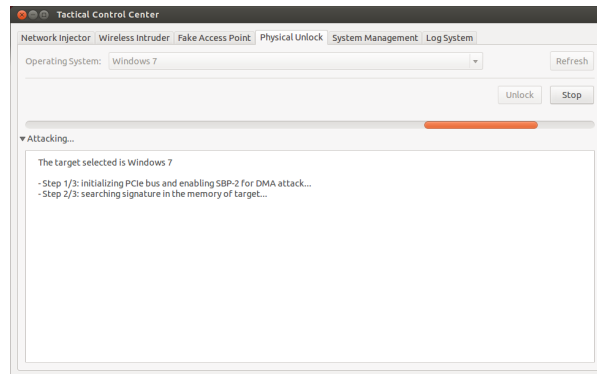 Tactical Control Center
Network Injector Wireless Intruder Fake Access Point Physical Unlock System Management Log System
Operating System: Windows 7 Refresh
Unlock Stop
Attacking...
The target selected is Windows 7
- Step 1/3: initializing PCIe bus and enabling SBP-2 for DMA attack...
- Step 2/3: searching signature in the memory of target...